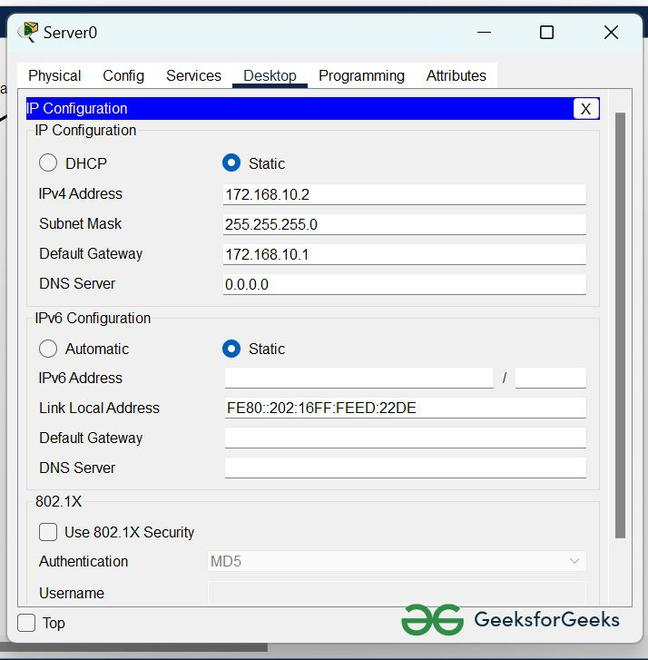 Server0
Physical Config Services Desktop Programming Attributes
IP Configuration X
IP Configuration
DHCP Static
IPv4 Address 172.168.10.2
Subnet Mask 255.255.255.0
Default Gateway 172.168.10.1
DNS Server 0.0.0.0
IPv6 Configuration
Automatic Static
IPv6 Address /
Link Local Address FE80::202:16FF:FEED:22DE
Default Gateway
DNS Server
802.1X
Use 802.1X Security
Authentication MD5
Username
Top
GeeksforGeeks